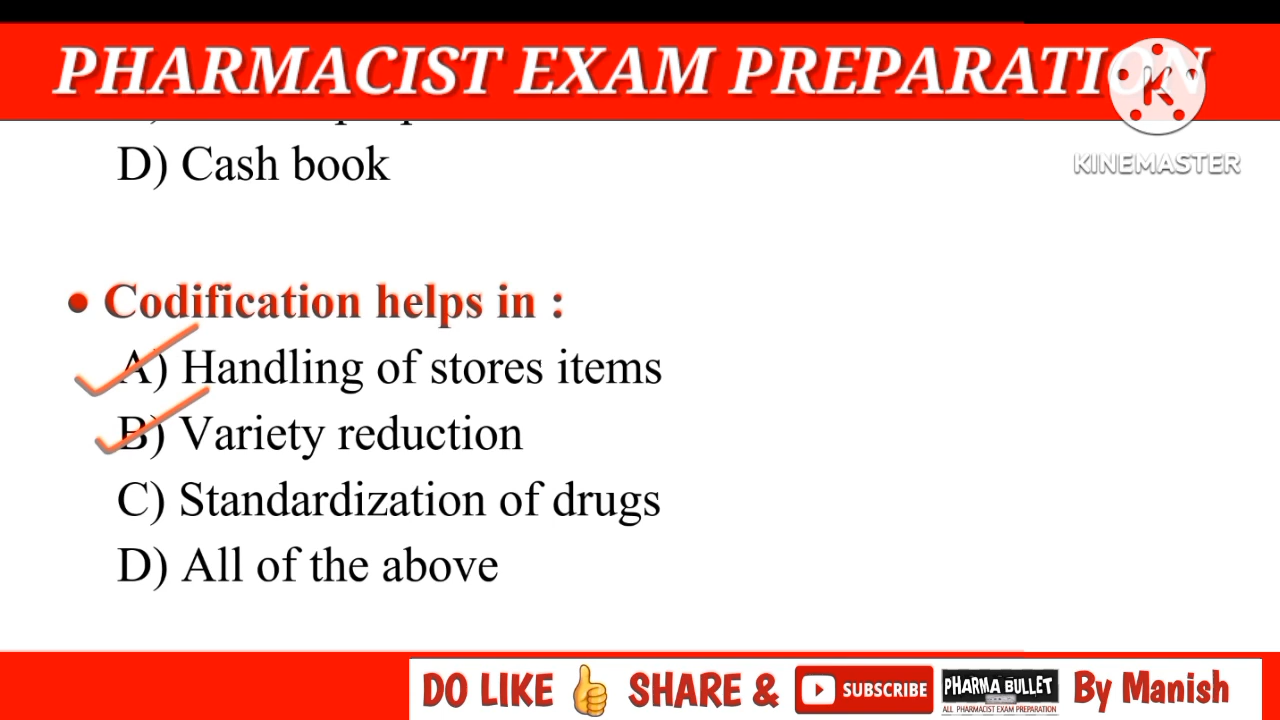 PHARMACIST EXAM PREPARATION
KINEMASTER
D) Cash book
• Codification helps in :
A) Handling of stores items
B) Variety reduction
C) Standardization of drugs
D) All of the above
DO LIKE 👍 SHARE & SUBSCRIBE PHARMA BULLET By Manish
ALL PHARMACIST EXAM PREPARATION